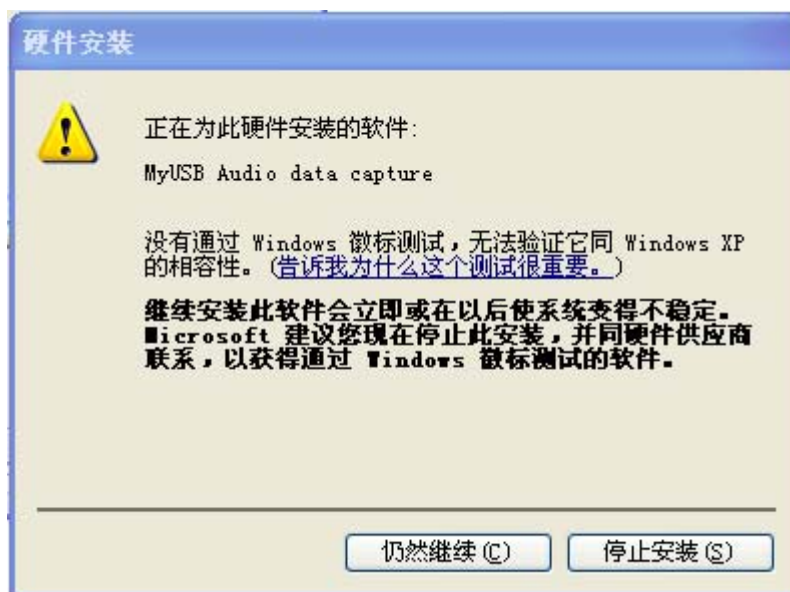 硬件安装
正在为此硬件安装的软件:
MyUSB Audio data capture
没有通过 Windows 徽标测试，无法验证它同 Windows XP
的相容性。(告诉我为什么这个测试很重要。)
继续安装此软件会立即或在以后使系统变得不稳定。
Microsoft 建议您现在停止此安装，并同硬件供应商
联系，以获得通过 Windows 徽标测试的软件。
仍然继续(C)
停止安装(S)